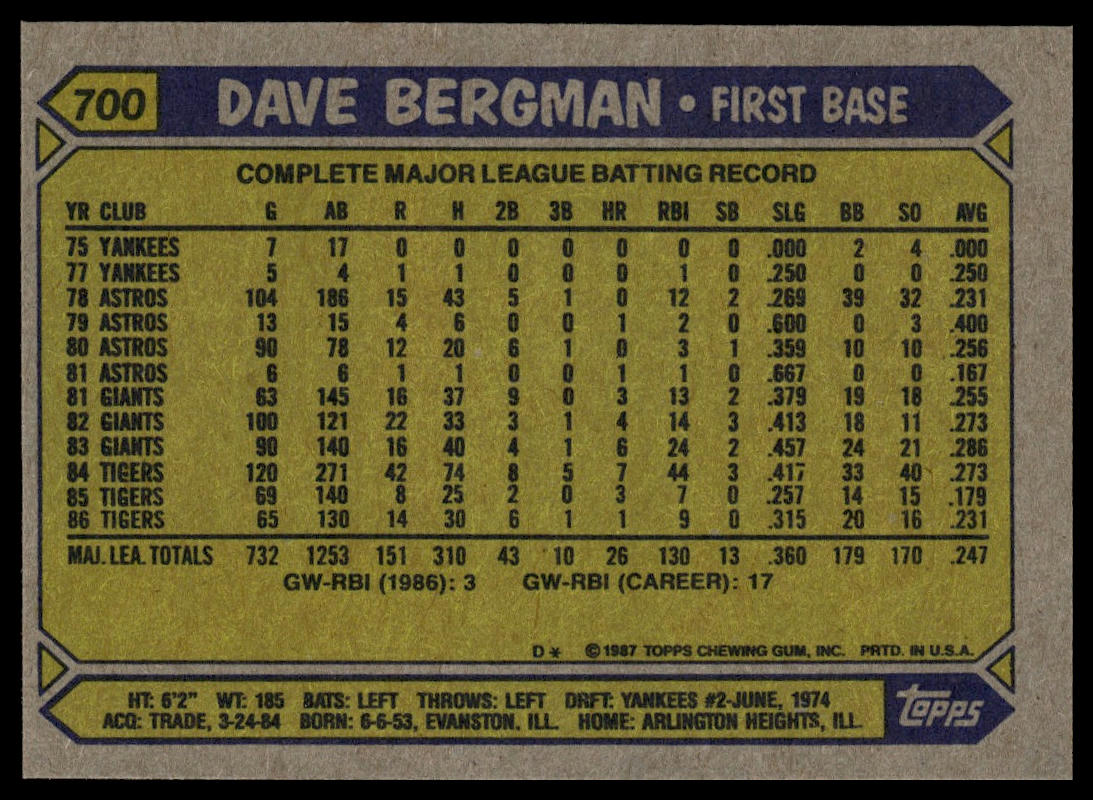 700 DAVE BERGMAN • FIRST BASE
COMPLETE MAJOR LEAGUE BATTING RECORD
YR CLUB G AB R H 2B 3B HR RBI SB SLG BB SO AVG
75 YANKEES 7 17 0 0 0 0 0 0 0 .000 2 4 .000
77 YANKEES 5 4 1 1 0 0 0 1 0 .250 0 0 .250
78 ASTROS 104 186 15 43 5 1 0 12 2 .269 39 32 .231
79 ASTROS 13 15 4 6 0 0 1 2 0 .600 0 3 .400
80 ASTROS 90 78 12 20 6 1 0 3 1 .359 10 10 .256
81 ASTROS 6 6 1 1 0 0 1 1 0 .667 0 0 .167
81 GIANTS 63 145 16 37 9 0 3 13 2 .379 19 18 .255
82 GIANTS 100 121 22 33 3 1 4 14 3 .413 18 11 .273
83 GIANTS 90 140 16 40 4 1 6 24 2 .457 24 21 .286
84 TIGERS 120 271 42 74 8 5 7 44 3 .417 33 40 .273
85 TIGERS 69 140 8 25 2 0 3 7 0 .257 14 15 .179
86 TIGERS 65 130 14 30 6 1 1 9 0 .315 20 16 .231
MAJ. LEA. TOTALS 732 1253 151 310 43 10 26 130 13 .360 179 170 .247
GW-RBI (1986): 3 GW-RBI (CAREER): 17
D* ©1987 TOPPS CHEWING GUM, INC. PRTD. IN U.S.A.
HT: 6'2" WT: 185 BATS: LEFT THROWS: LEFT DRFT: YANKEES #2-JUNE, 1974
ACQ: TRADE, 3-24-84 BORN: 6-6-53, EVANSTON, ILL. HOME: ARLINGTON HEIGHTS, ILL.
TOPPS